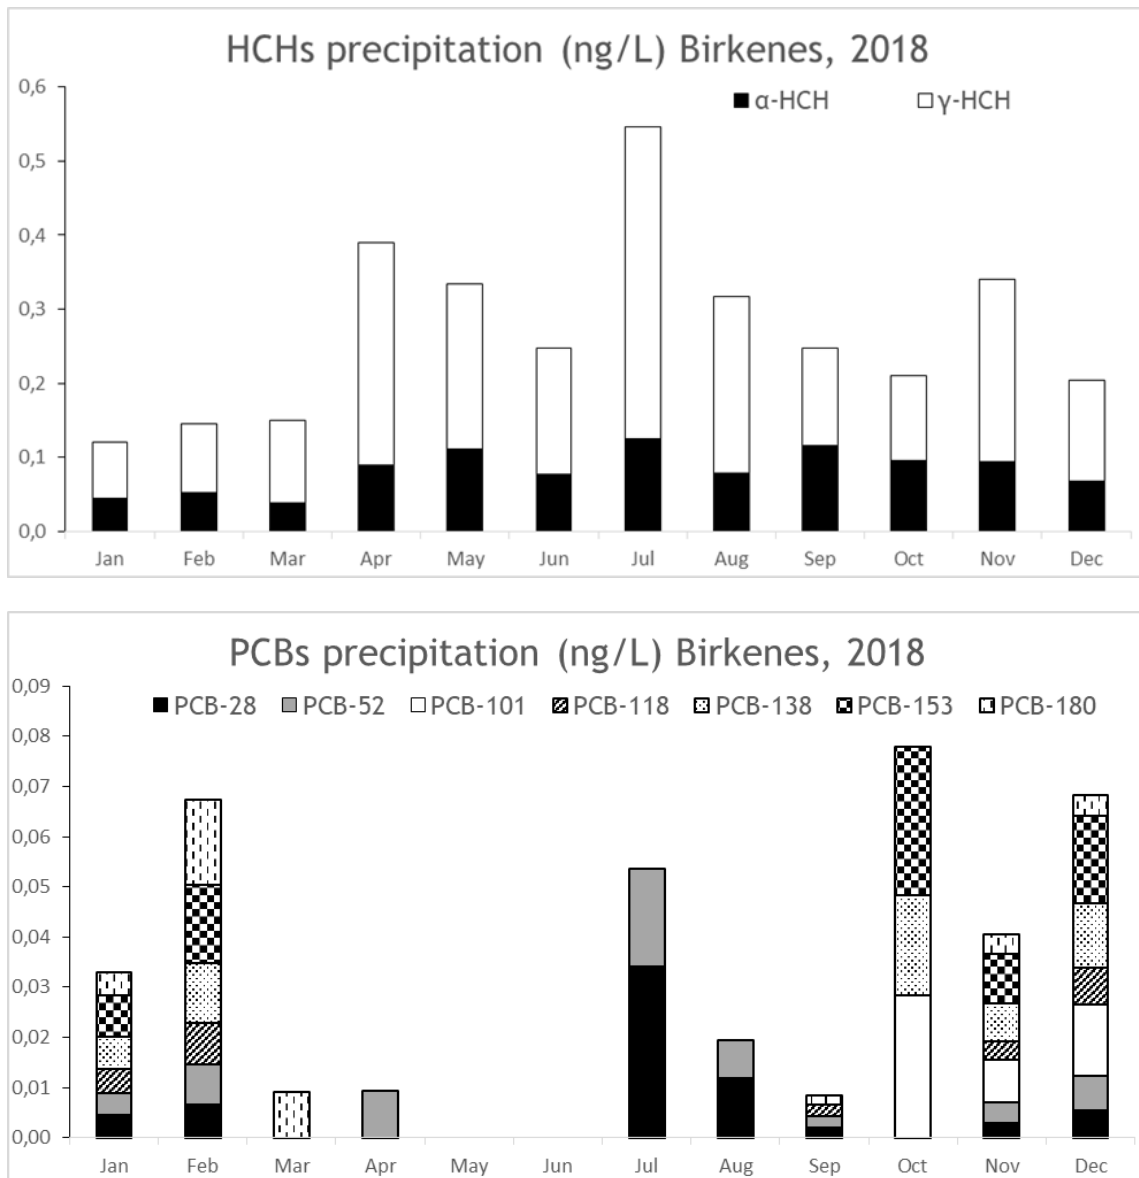 HCHs precipitation (ng/L) Birkenes, 2018
α-HCH γ-HCH
0,6
0,5
0,4
0,3
0,2
0,1
0,0
Jan Feb Mar Apr May Jun Jul Aug Sep Oct Nov Dec
PCBs precipitation (ng/L) Birkenes, 2018
PCB-28 PCB-52 PCB-101 PCB-118 PCB-138 PCB-153 PCB-180
0,09
0,08
0,07
0,06
0,05
0,04
0,03
0,02
0,01
0,00
Jan Feb Mar Apr May Jun Jul Aug Sep Oct Nov Dec